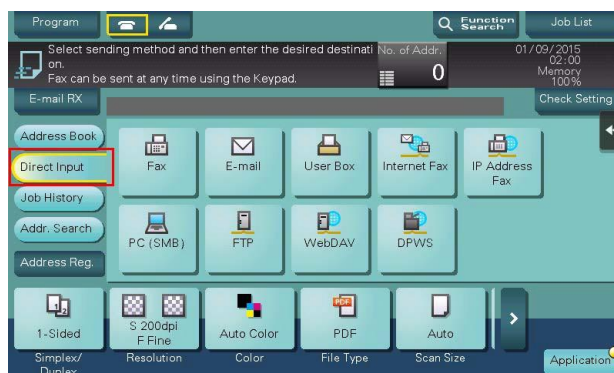 Program
Function
Search
Job List
Select sending method and then enter the desired destinati
on.
Fax can be sent at any time using the Keypad.
No. of Addr.
0
01/09/2015
02:00
Memory
100%
E-mail RX
Check Setting
Address Book
Direct Input
Job History
Addr. Search
Address Reg.
Fax
E-mail
User Box
Internet Fax
IP Address
Fax
PC (SMB)
FTP
WebDAV
DPWS
1-Sided
S 200dpi
F Fine
Auto Color
PDF
PDF
Auto
Simplex/
Duplex
Resolution
Color
File Type
Scan Size
Application